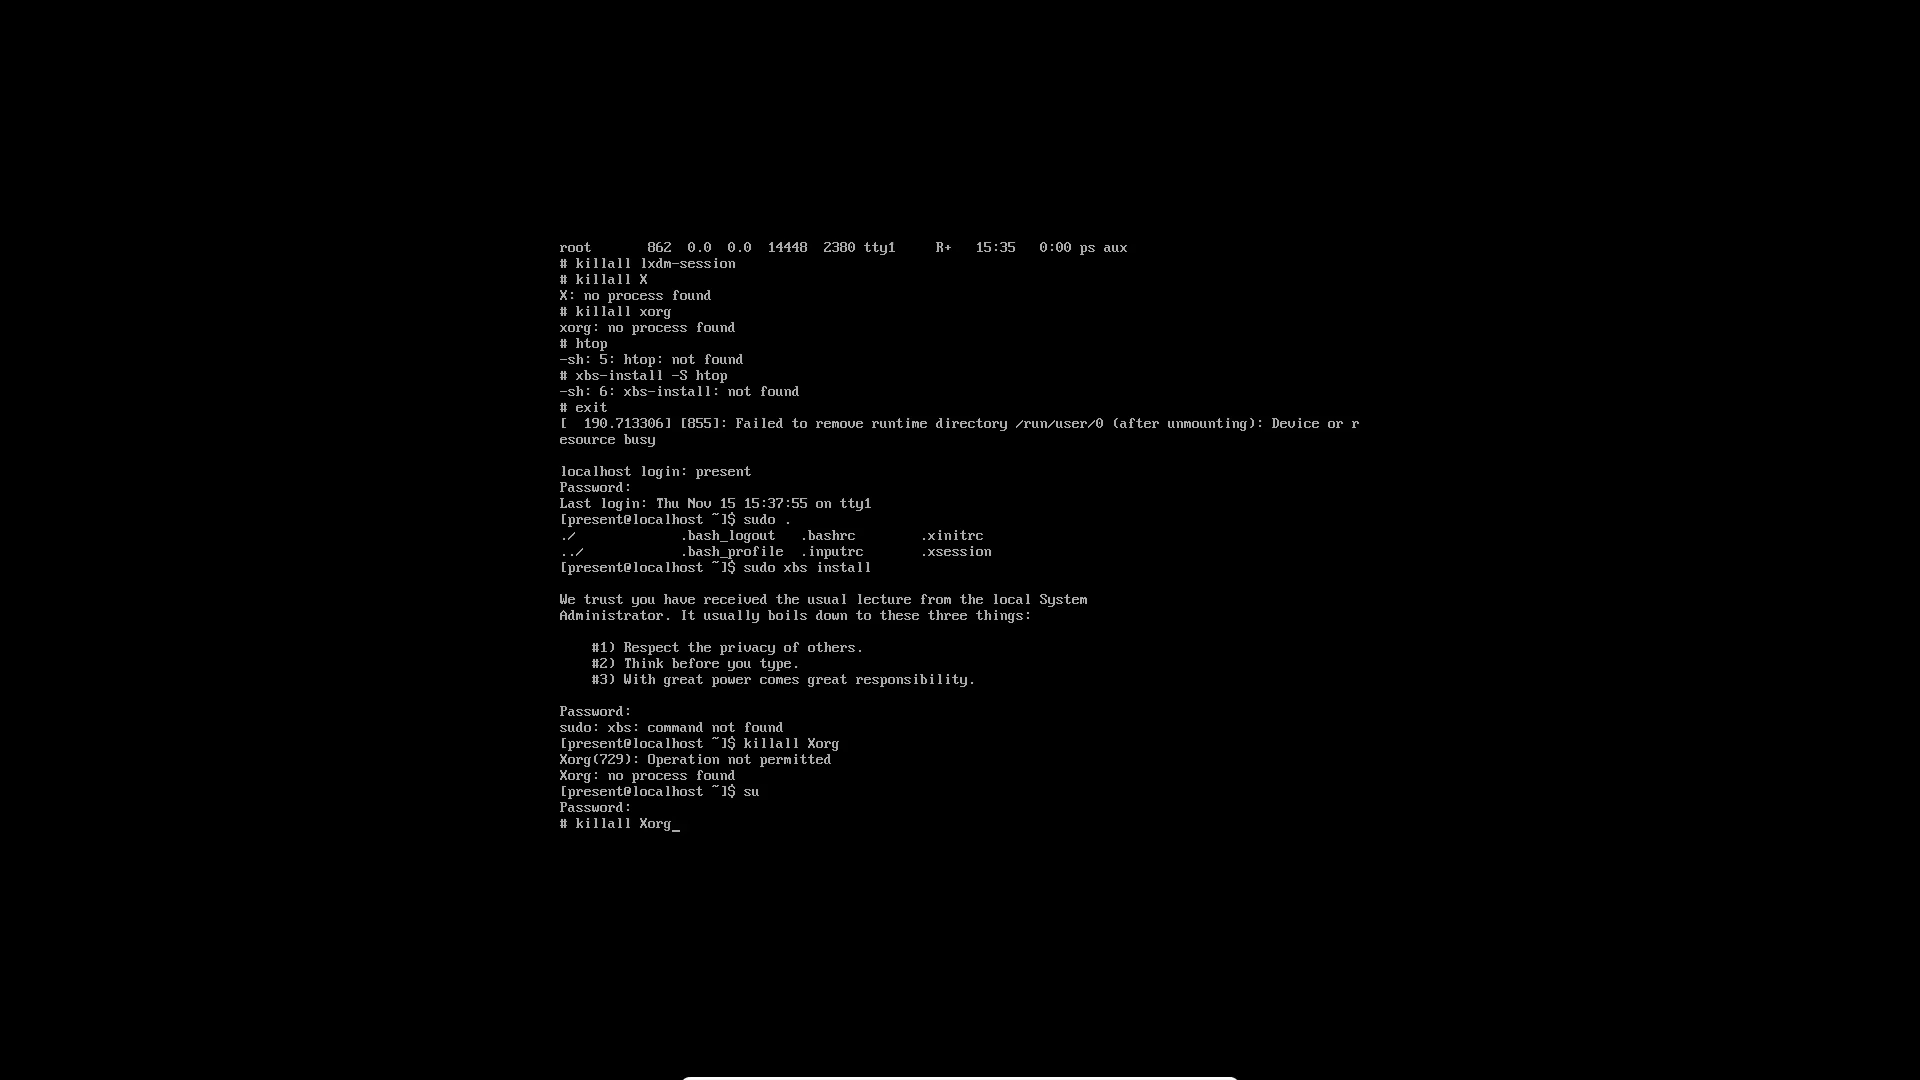 root       862  0.0  0.0  14448  2380 tty1     R+   15:35   0:00 ps aux
# killall lxdm-session
# killall X
X: no process found
# killall xorg
xorg: no process found
# htop
-sh: 5: htop: not found
# xbs-install -S htop
-sh: 6: xbs-install: not found
# exit
[  190.713306] [855]: Failed to remove runtime directory /run/user/0 (after unmounting): Device or r
esource busy

localhost login: present
Password:
Last login: Thu Nov 15 15:37:55 on tty1
[present@localhost ~]$ sudo .
./             .bash_logout   .bashrc        .xinitrc
../            .bash_profile  .inputrc       .xsession
[present@localhost ~]$ sudo xbs install

We trust you have received the usual lecture from the local System
Administrator. It usually boils down to these three things:

    #1) Respect the privacy of others.
    #2) Think before you type.
    #3) With great power comes great responsibility.

Password:
sudo: xbs: command not found
[present@localhost ~]$ killall Xorg
Xorg(729): Operation not permitted
Xorg: no process found
[present@localhost ~]$ su
Password:
# killall Xorg_